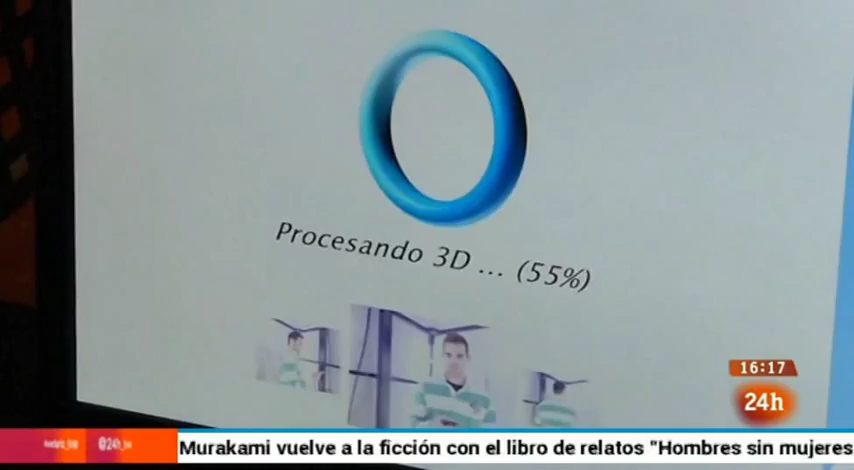 Procesando 3D ... (55%)
16:17
24h
@24h_tve
Murakami vuelve a la ficción con el libro de relatos "Hombres sin mujeres